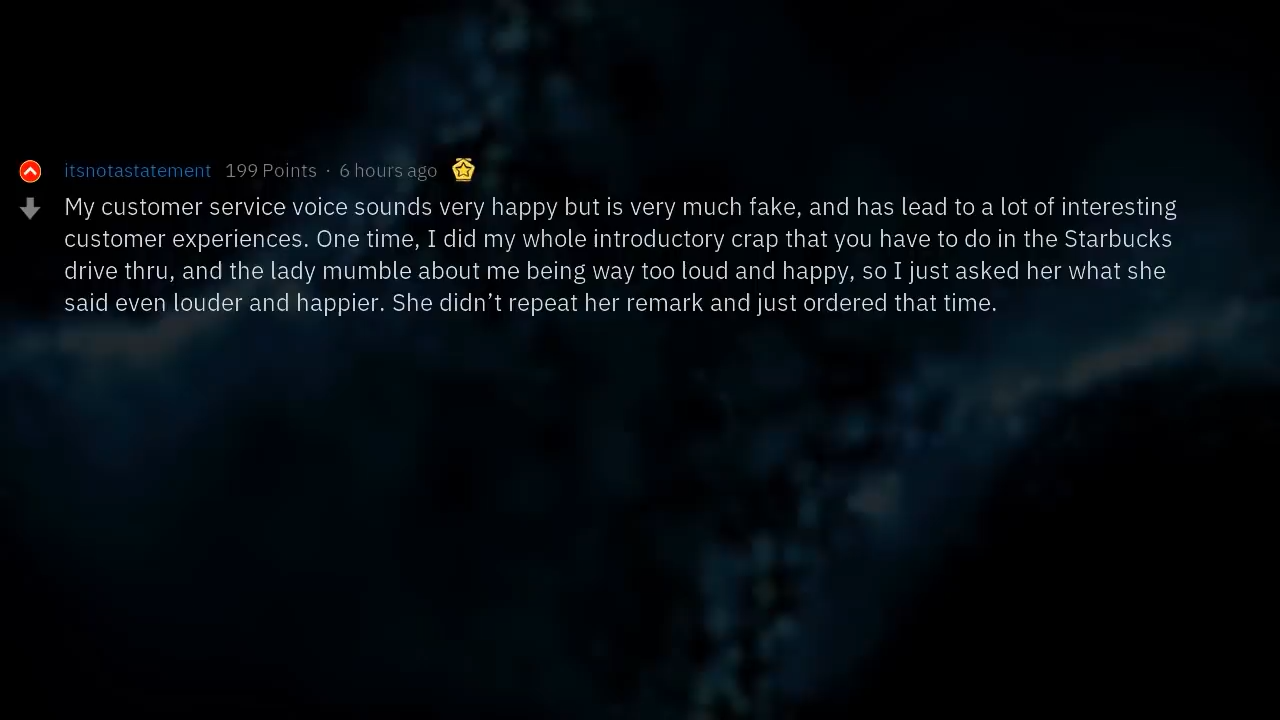 itsnotastatement 199 Points · 6 hours ago
My customer service voice sounds very happy but is very much fake, and has lead to a lot of interesting
customer experiences. One time, I did my whole introductory crap that you have to do in the Starbucks
drive thru, and the lady mumble about me being way too loud and happy, so I just asked her what she
said even louder and happier. She didn’t repeat her remark and just ordered that time.